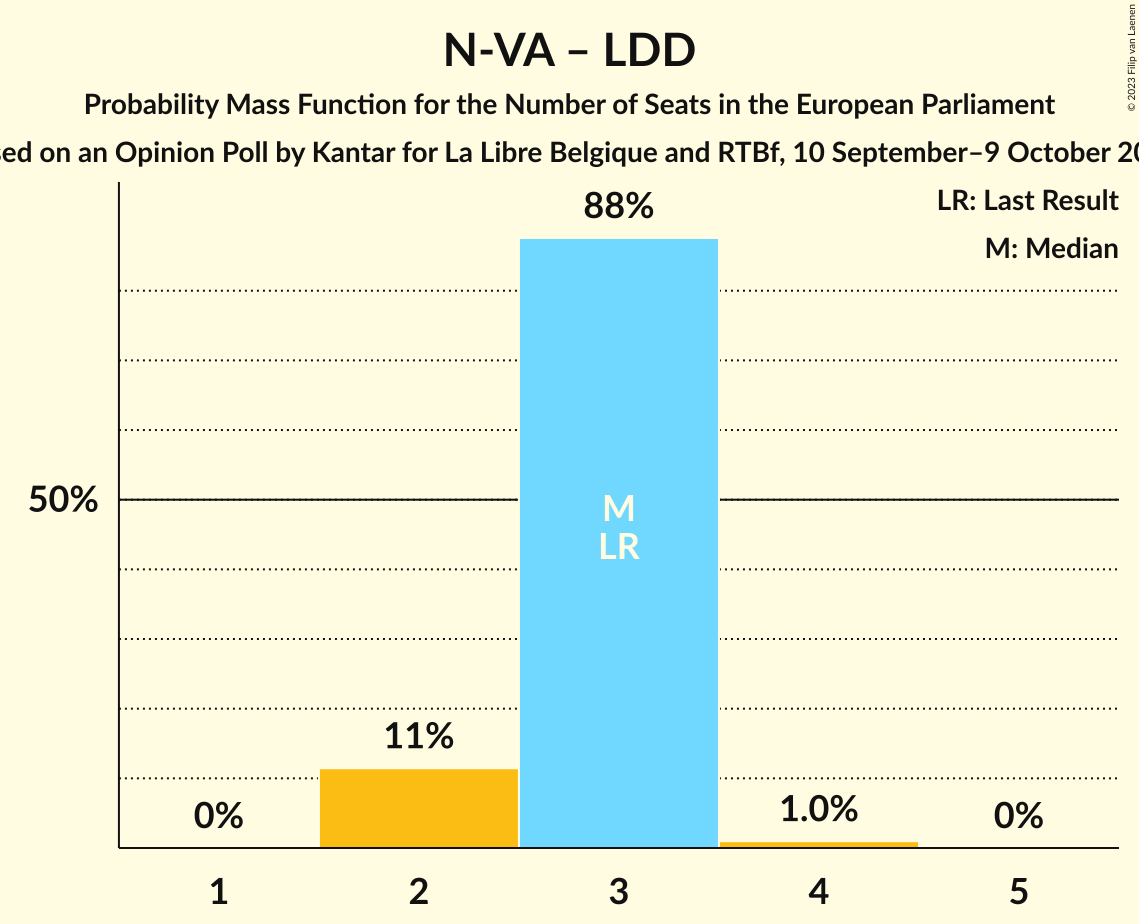 N-VA – LDD
Probability Mass Function for the Number of Seats in the European Parliament
on an Opinion Poll by Kantar for La Libre Belgique and RTBf, 10 September–9 October
© 2023 Filip van Laenen
LR: Last Result
M: Median
88%
50%
M
LR
11%
0%
1.0%
0%
1
2
3
4
5